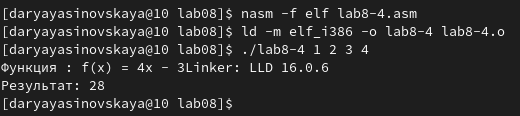 [daryayasinovskaya@10 lab08]$ nasm -f elf lab8-4.asm
[daryayasinovskaya@10 lab08]$ ld -m elf_i386 -o lab8-4 lab8-4.o
[daryayasinovskaya@10 lab08]$ ./lab8-4 1 2 3 4
Функция : f(x) = 4x - 3Linker: LLD 16.0.6
Результат: 28
[daryayasinovskaya@10 lab08]$